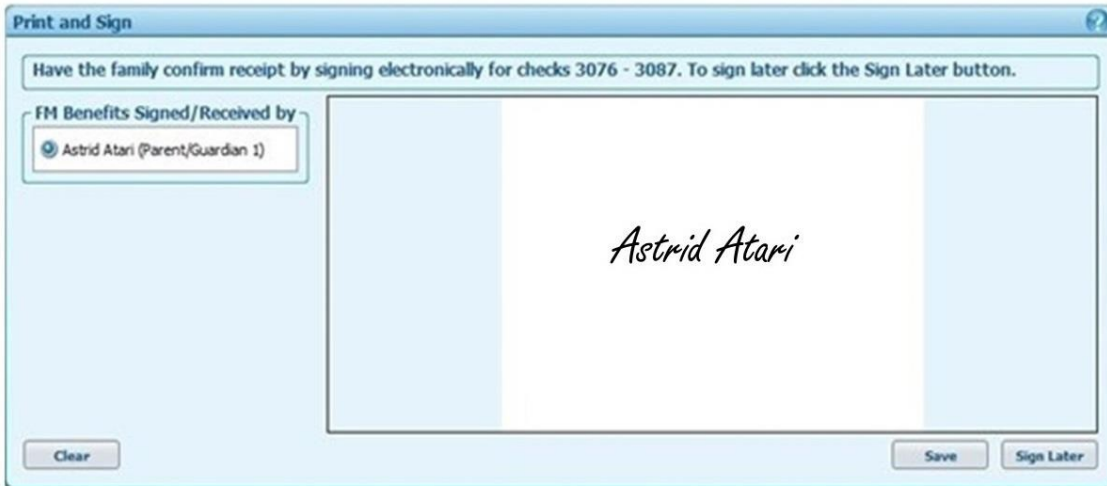 Print and Sign
?
Have the family confirm receipt by signing electronically for checks 3076 - 3087. To sign later click the Sign Later button.
FM Benefits Signed/Received by
Astrid Atari (Parent/Guardian 1)
Astrid Atari
Clear
Save
Sign Later